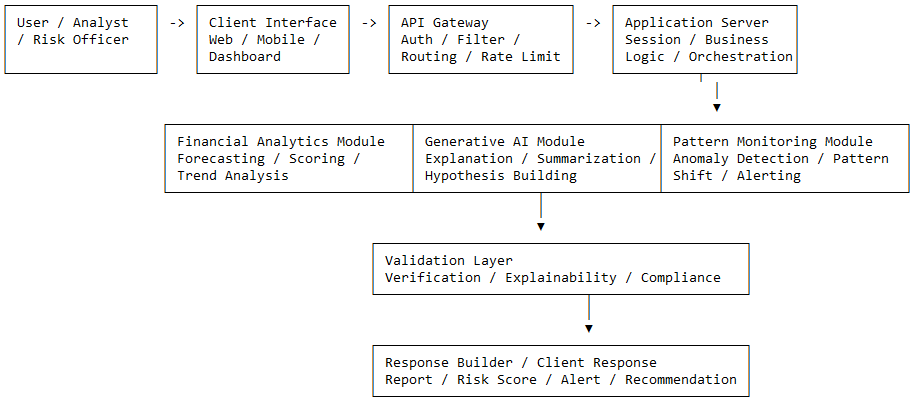 User / Analyst
/ Risk Officer
->
Client Interface
Web / Mobile /
Dashboard
->
API Gateway
Auth / Filter /
Routing / Rate Limit
->
Application Server
Session / Business
Logic / Orchestration
Financial Analytics Module
Forecasting / Scoring /
Trend Analysis
Generative AI Module
Explanation / Summarization /
Hypothesis Building
Pattern Monitoring Module
Anomaly Detection / Pattern
Shift / Alerting
Validation Layer
Verification / Explainability / Compliance
Response Builder / Client Response
Report / Risk Score / Alert / Recommendation